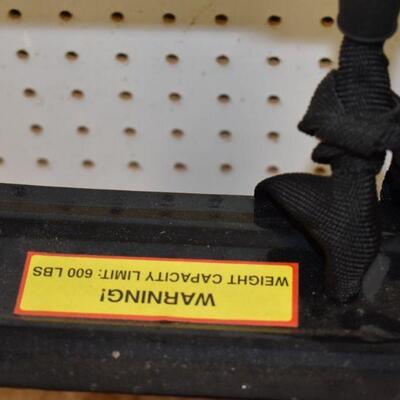 WARNING!
WEIGHT CAPACITY LIMIT: 600 LBS